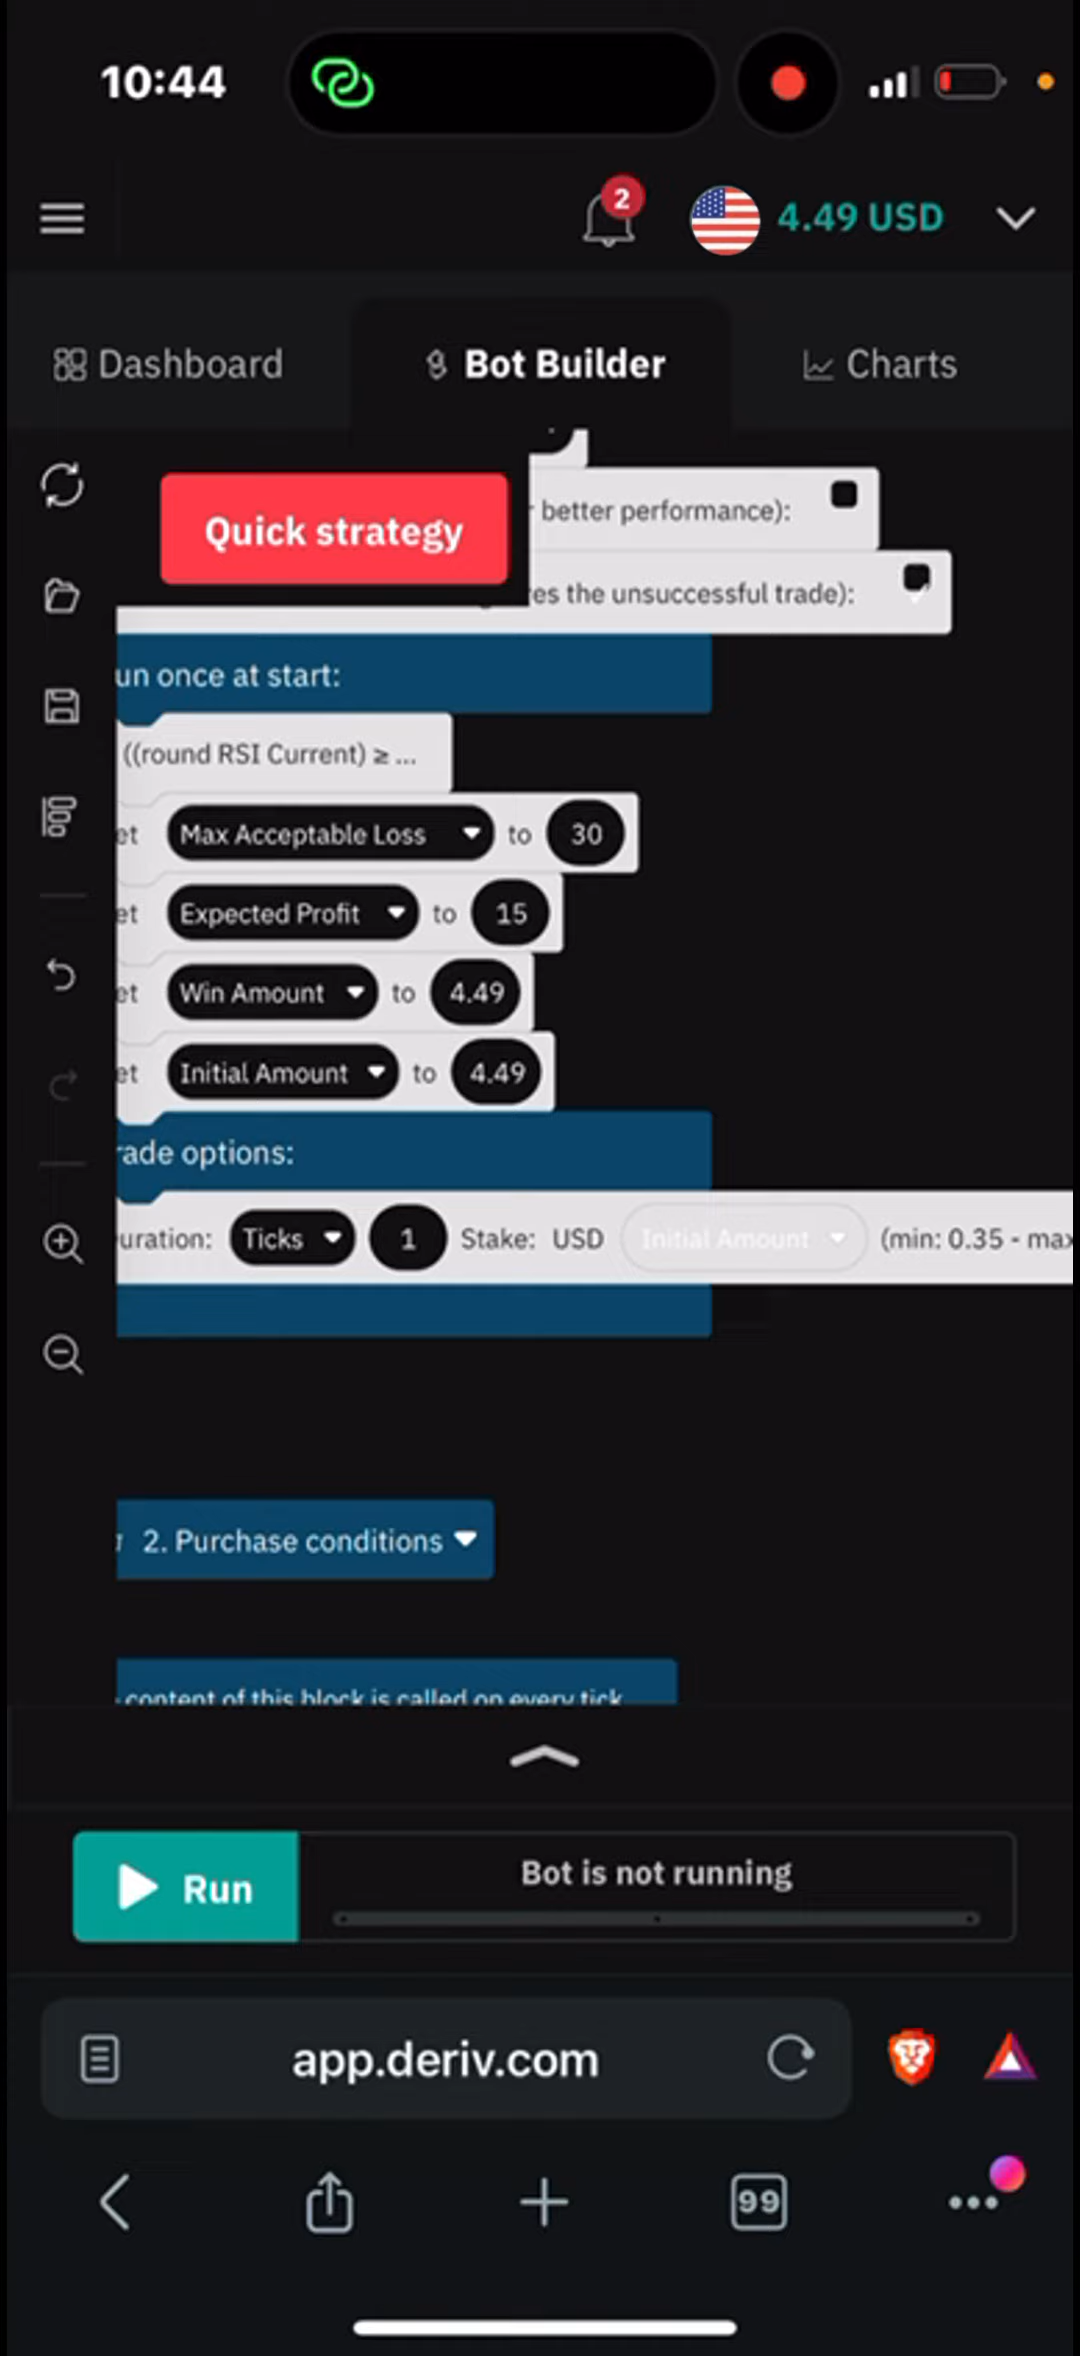 10:44
2
4.49 USD
Dashboard
Bot Builder
Charts
Quick strategy
better performance):
es the unsuccessful trade):
un once at start:
((round RSI Current) ≥ ...
et Max Acceptable Loss to 30
et Expected Profit to 15
et Win Amount to 4.49
et Initial Amount to 4.49
rade options:
uration: Ticks 1 Stake: USD Initial Amount (min: 0.35 - max
2. Purchase conditions
content of this block is called on every tick
Run
Bot is not running
app.deriv.com
99